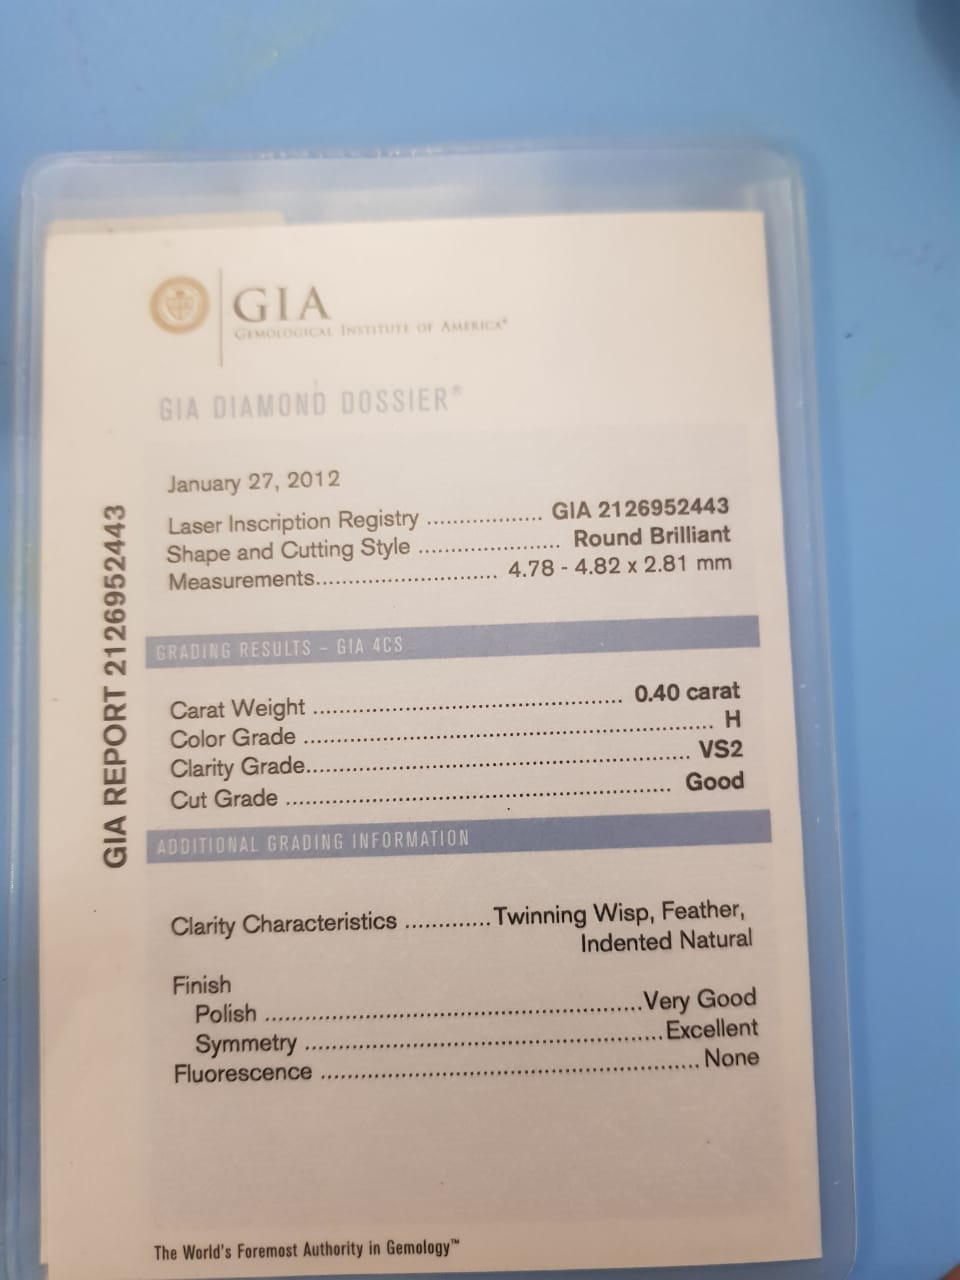 GIA
GEMOLOGICAL INSTITUTE OF AMERICA®
GIA DIAMOND DOSSIER®
January 27, 2012
Laser Inscription Registry ................. GIA 2126952443
Shape and Cutting Style ..................... Round Brilliant
Measurements........................... 4.78 - 4.82 x 2.81 mm
GRADING RESULTS – GIA 4CS
Carat Weight .............................................. 0.40 carat
Color Grade ............................................................. H
Clarity Grade......................................................... VS2
Cut Grade ......................................................... Good
ADDITIONAL GRADING INFORMATION
Clarity Characteristics .............Twinning Wisp, Feather,
Indented Natural
Finish
Polish ........................................................Very Good
Symmetry .....................................................Excellent
Fluorescence ........................................................None
The World's Foremost Authority in Gemology™
GIA REPORT 2126952443